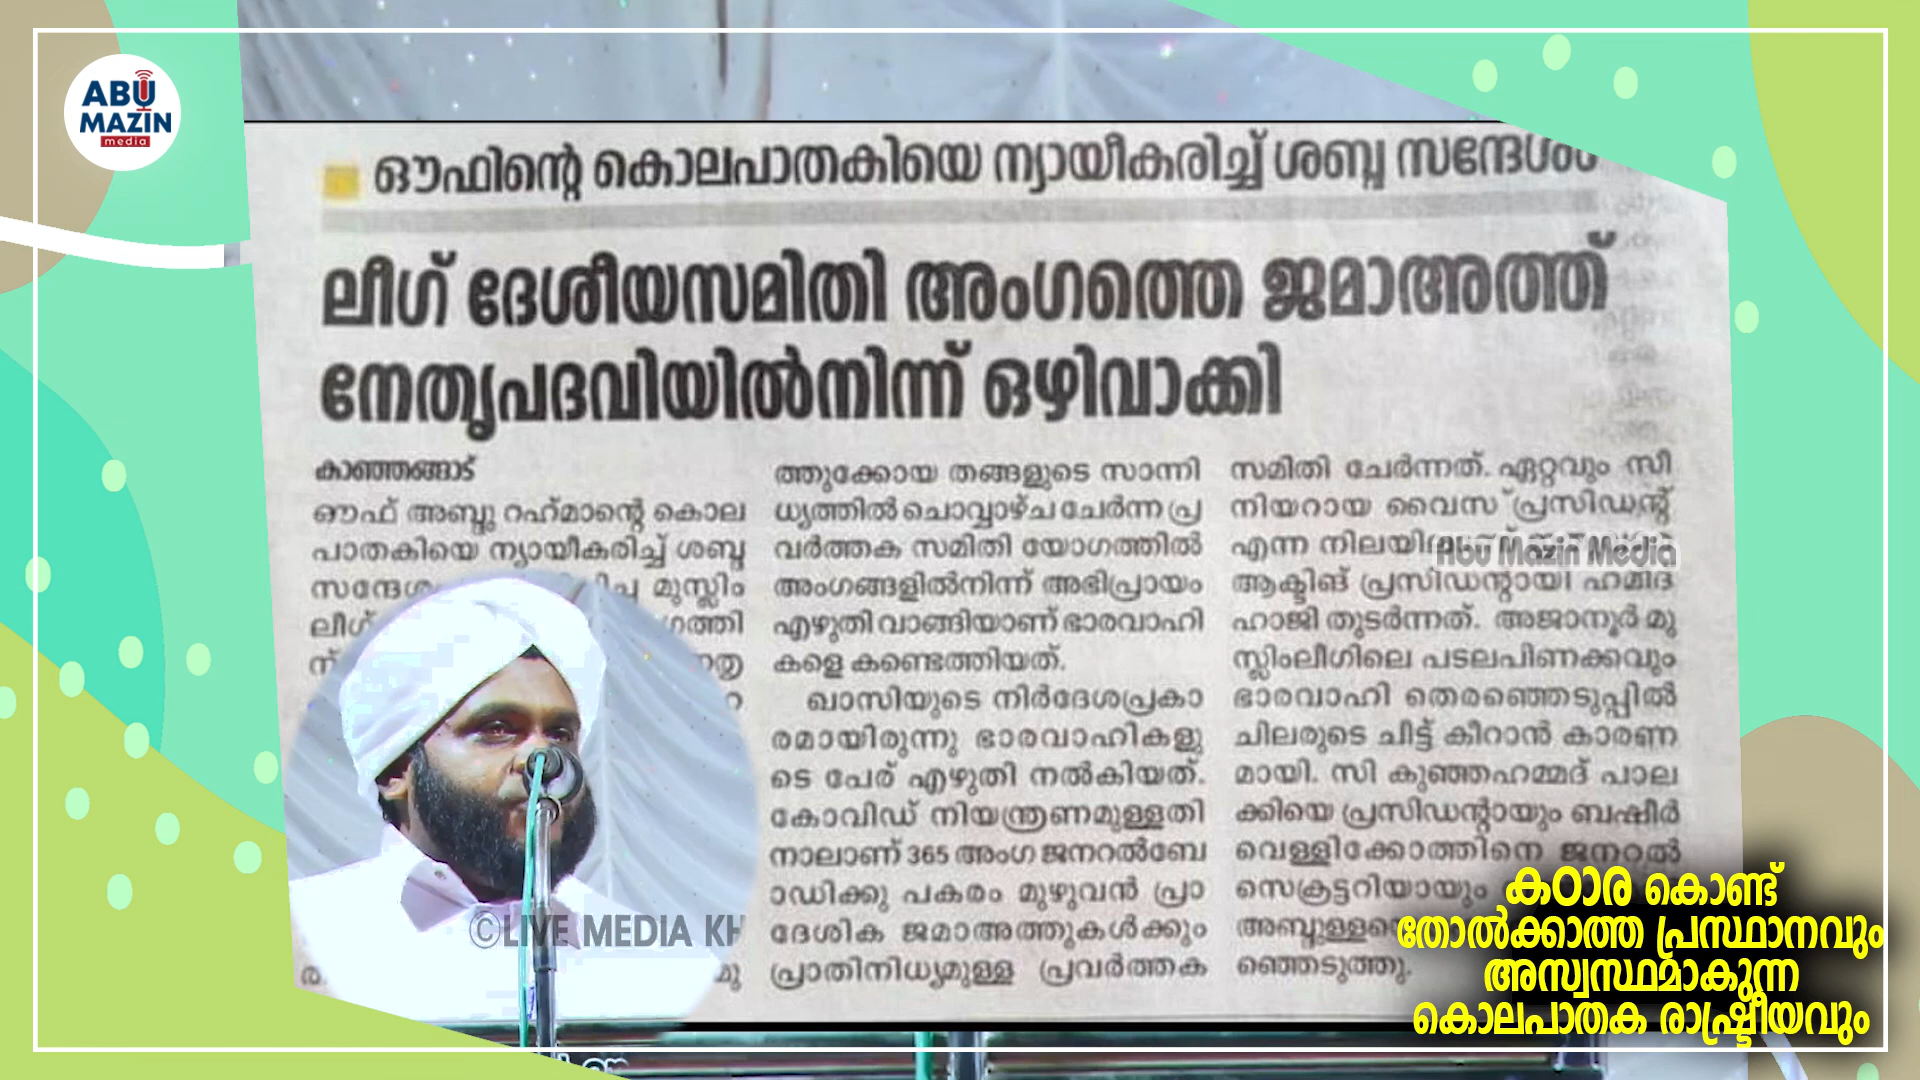 ABU
MAZIN
media
ഔഫിന്റെ കൊലപാതകിയെ ന്യായീകരിച്ച് ശബ്ദ സന്ദേശം
ലീഗ് ദേശീയസമിതി അംഗത്തെ ജമാഅത്ത്
നേതൃപദവിയിൽനിന്ന് ഒഴിവാക്കി
കാഞ്ഞങ്ങാട്
ഔഫ് അബ്ദു റഹ്‌മാന്റെ കൊല
പാതകിയെ ന്യായീകരിച്ച് ശബ്ദ
മുസ്ലിം
ലീഗ്
ത്തുക്കോയ തങ്ങളുടെ സാന്നി
ധ്യത്തിൽ ചൊവ്വാഴ്ച ചേർന്ന പ്ര
വർത്തക സമിതി യോഗത്തിൽ
അംഗങ്ങളിൽനിന്ന് അഭിപ്രായം
എഴുതി വാങ്ങിയാണ് ഭാരവാഹി
കളെ കണ്ടെത്തിയത്.
ഖാസിയുടെ നിർദേശപ്രകാ
രമായിരുന്നു ഭാരവാഹികളു
ടെ പേര് എഴുതി നൽകിയത്.
കോവിഡ് നിയന്ത്രണമുള്ളതി
നാലാണ് 365 അംഗ ജനറൽബേ
ാഡിക്കു പകരം മുഴുവൻ പ്രാ
ദേശിക ജമാഅത്തുകൾക്കും
പ്രാതിനിധ്യമുള്ള പ്രവർത്തക
സമിതി ചേർന്നത്. ഏറ്റവും സീ
നിയറായ വൈസ് പ്രസിഡന്റ്
എന്ന
ആക്ടിങ് പ്രസിഡന്റായി ഹമീദ്
ഹാജി തുടർന്നത്. അജാനൂർ മു
സ്ലിംലീഗിലെ പടലപിണക്കവും
ഭാരവാഹി തെരഞ്ഞെടുപ്പിൽ
ചിലരുടെ ചീട്ട് കീറാൻ കാരണ
മായി. സി കുഞ്ഞഹമ്മദ് പാല
ക്കിയെ പ്രസിഡന്റായും ബഷീർ
വെള്ളിക്കോത്തിനെ ജനറൽ
സെക്രട്ടറിയായും
ഞ്ഞെടുത്തു.
Abu Mazin Media
©LIVE MEDIA
കഠാര കൊണ്ട്
തോൽക്കാത്ത പ്രസ്ഥാനവും
അസ്വസ്ഥമാകുന്ന
കൊലപാതക രാഷ്ട്രീയവും